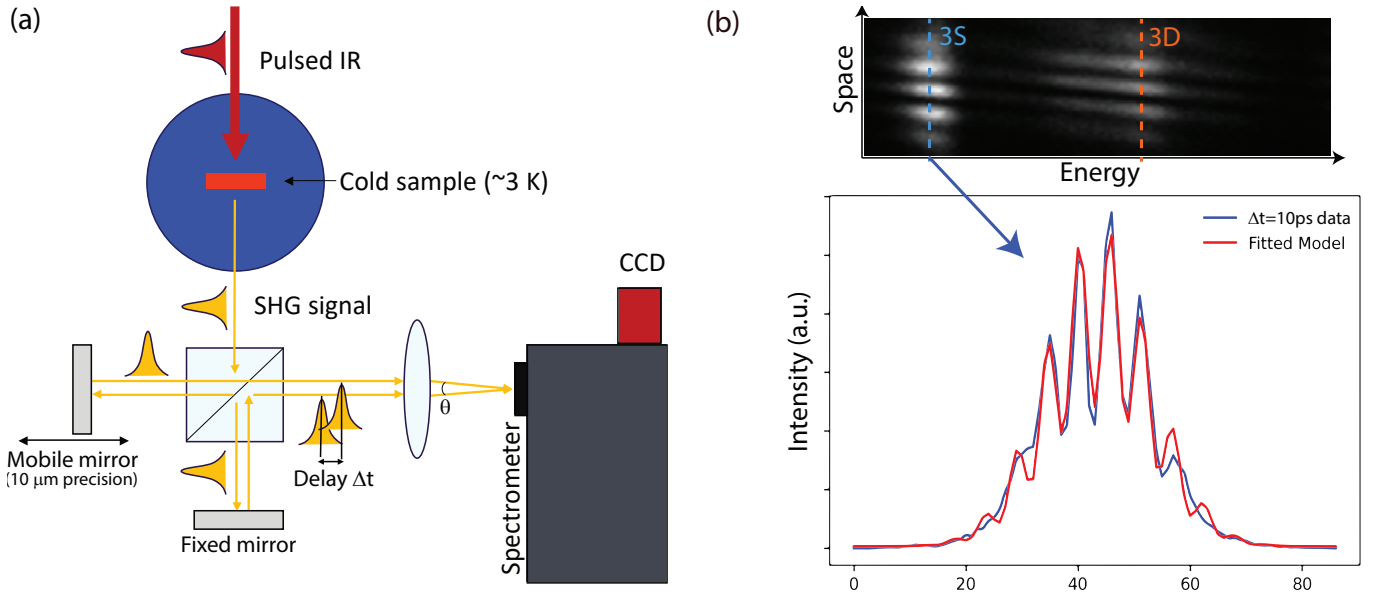 (a)
Pulsed IR
Cold sample (~3 K)
SHG signal
CCD
θ
Mobile mirror
(10 µm precision)
Delay Δt
Fixed mirror
Spectrometer
(b)
3S
3D
Space
Energy
Δt=10ps data
Fitted Model
Intensity (a.u.)
0
20
40
60
80